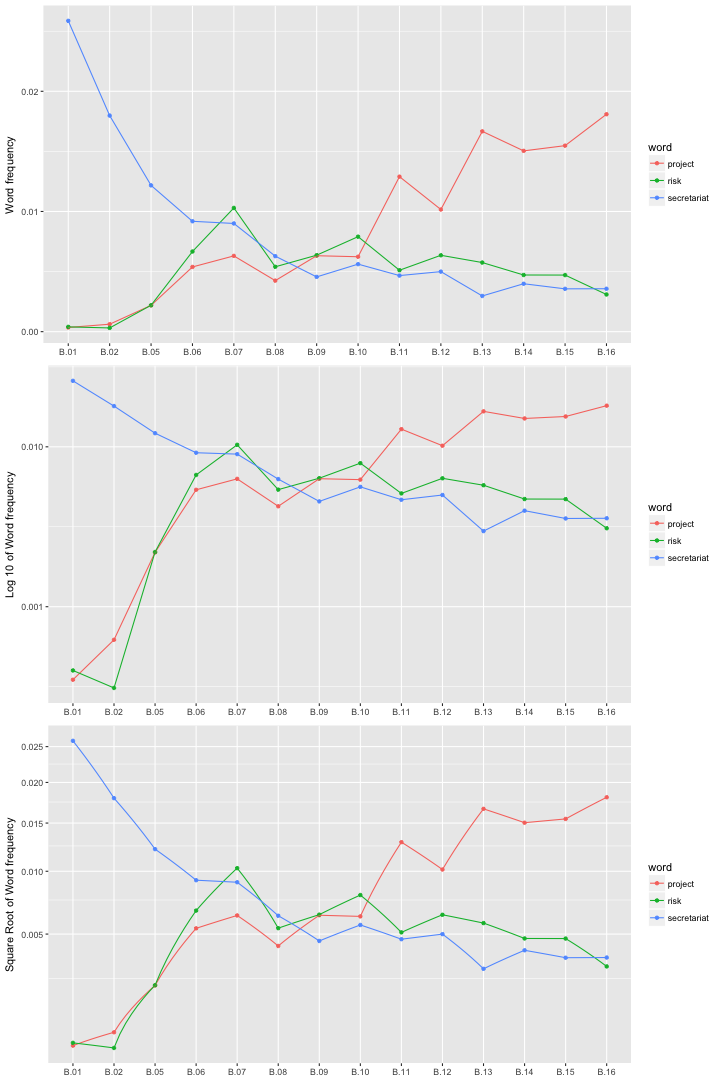 Word frequency
0.02
0.01
0.00
B.01 B.02 B.05 B.06 B.07 B.08 B.09 B.10 B.11 B.12 B.13 B.14 B.15 B.16
word
project
risk
secretariat
Log 10 of Word frequency
0.010
0.001
B.01 B.02 B.05 B.06 B.07 B.08 B.09 B.10 B.11 B.12 B.13 B.14 B.15 B.16
word
project
risk
secretariat
Square Root of Word frequency
0.025
0.020
0.015
0.010
0.005
B.01 B.02 B.05 B.06 B.07 B.08 B.09 B.10 B.11 B.12 B.13 B.14 B.15 B.16
word
project
risk
secretariat